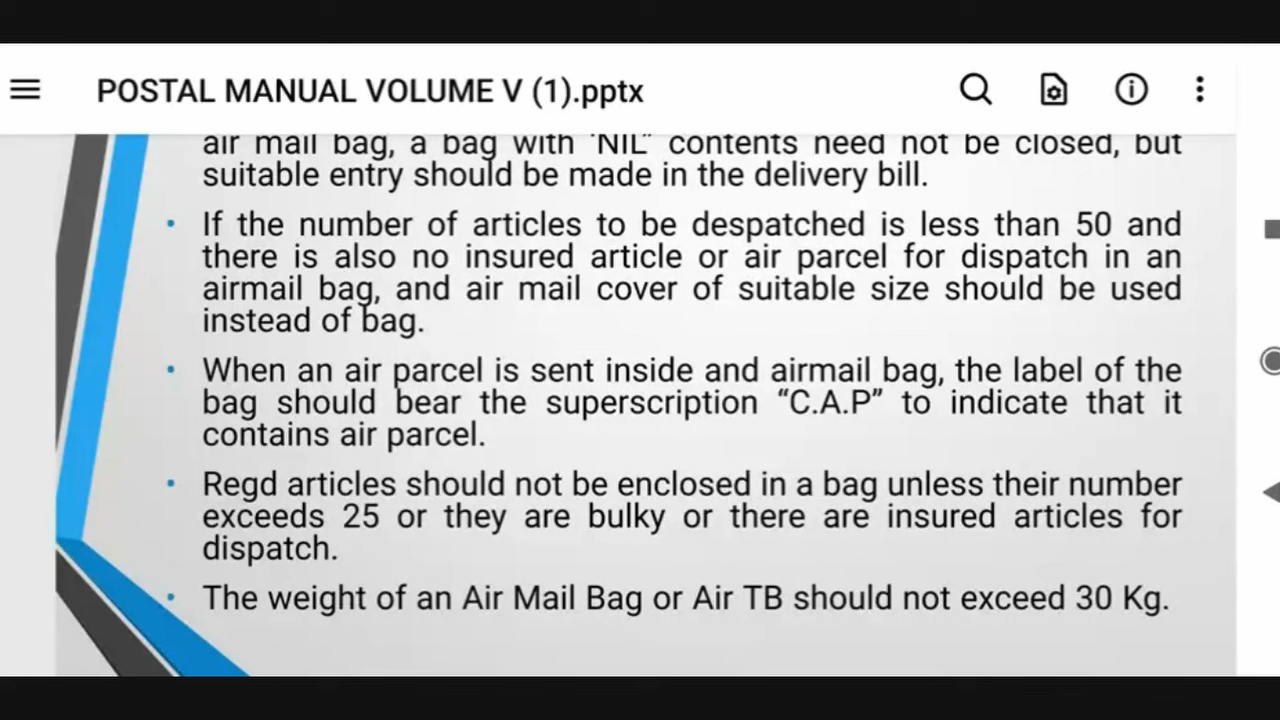 POSTAL MANUAL VOLUME V (1).pptx
air mail bag, a bag with 'NIL" contents need not be closed, but
suitable entry should be made in the delivery bill.
• If the number of articles to be despatched is less than 50 and
there is also no insured article or air parcel for dispatch in an
airmail bag, and air mail cover of suitable size should be used
instead of bag.
• When an air parcel is sent inside and airmail bag, the label of the
bag should bear the superscription “C.A.P” to indicate that it
contains air parcel.
• Regd articles should not be enclosed in a bag unless their number
exceeds 25 or they are bulky or there are insured articles for
dispatch.
• The weight of an Air Mail Bag or Air TB should not exceed 30 Kg.